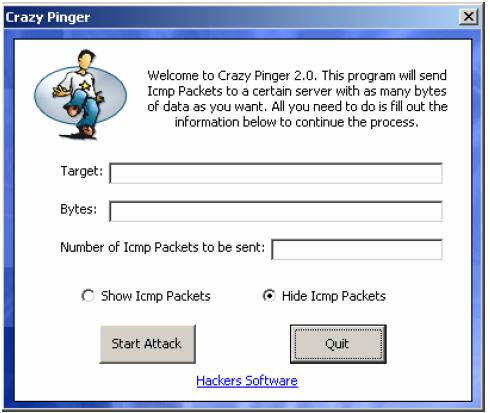 Crazy Pinger
Welcome to Crazy Pinger 2.0. This program will send
Icmp Packets to a certain server with as many bytes
of data as you want. All you need to do is fill out the
information below to continue the process.
Target:
Bytes:
Number of Icmp Packets to be sent:
Show Icmp Packets
Hide Icmp Packets
Start Attack
Quit
Hackers Software